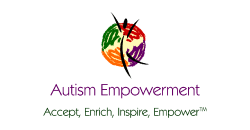 Autism Empowerment
Accept, Enrich, Inspire, Empower™